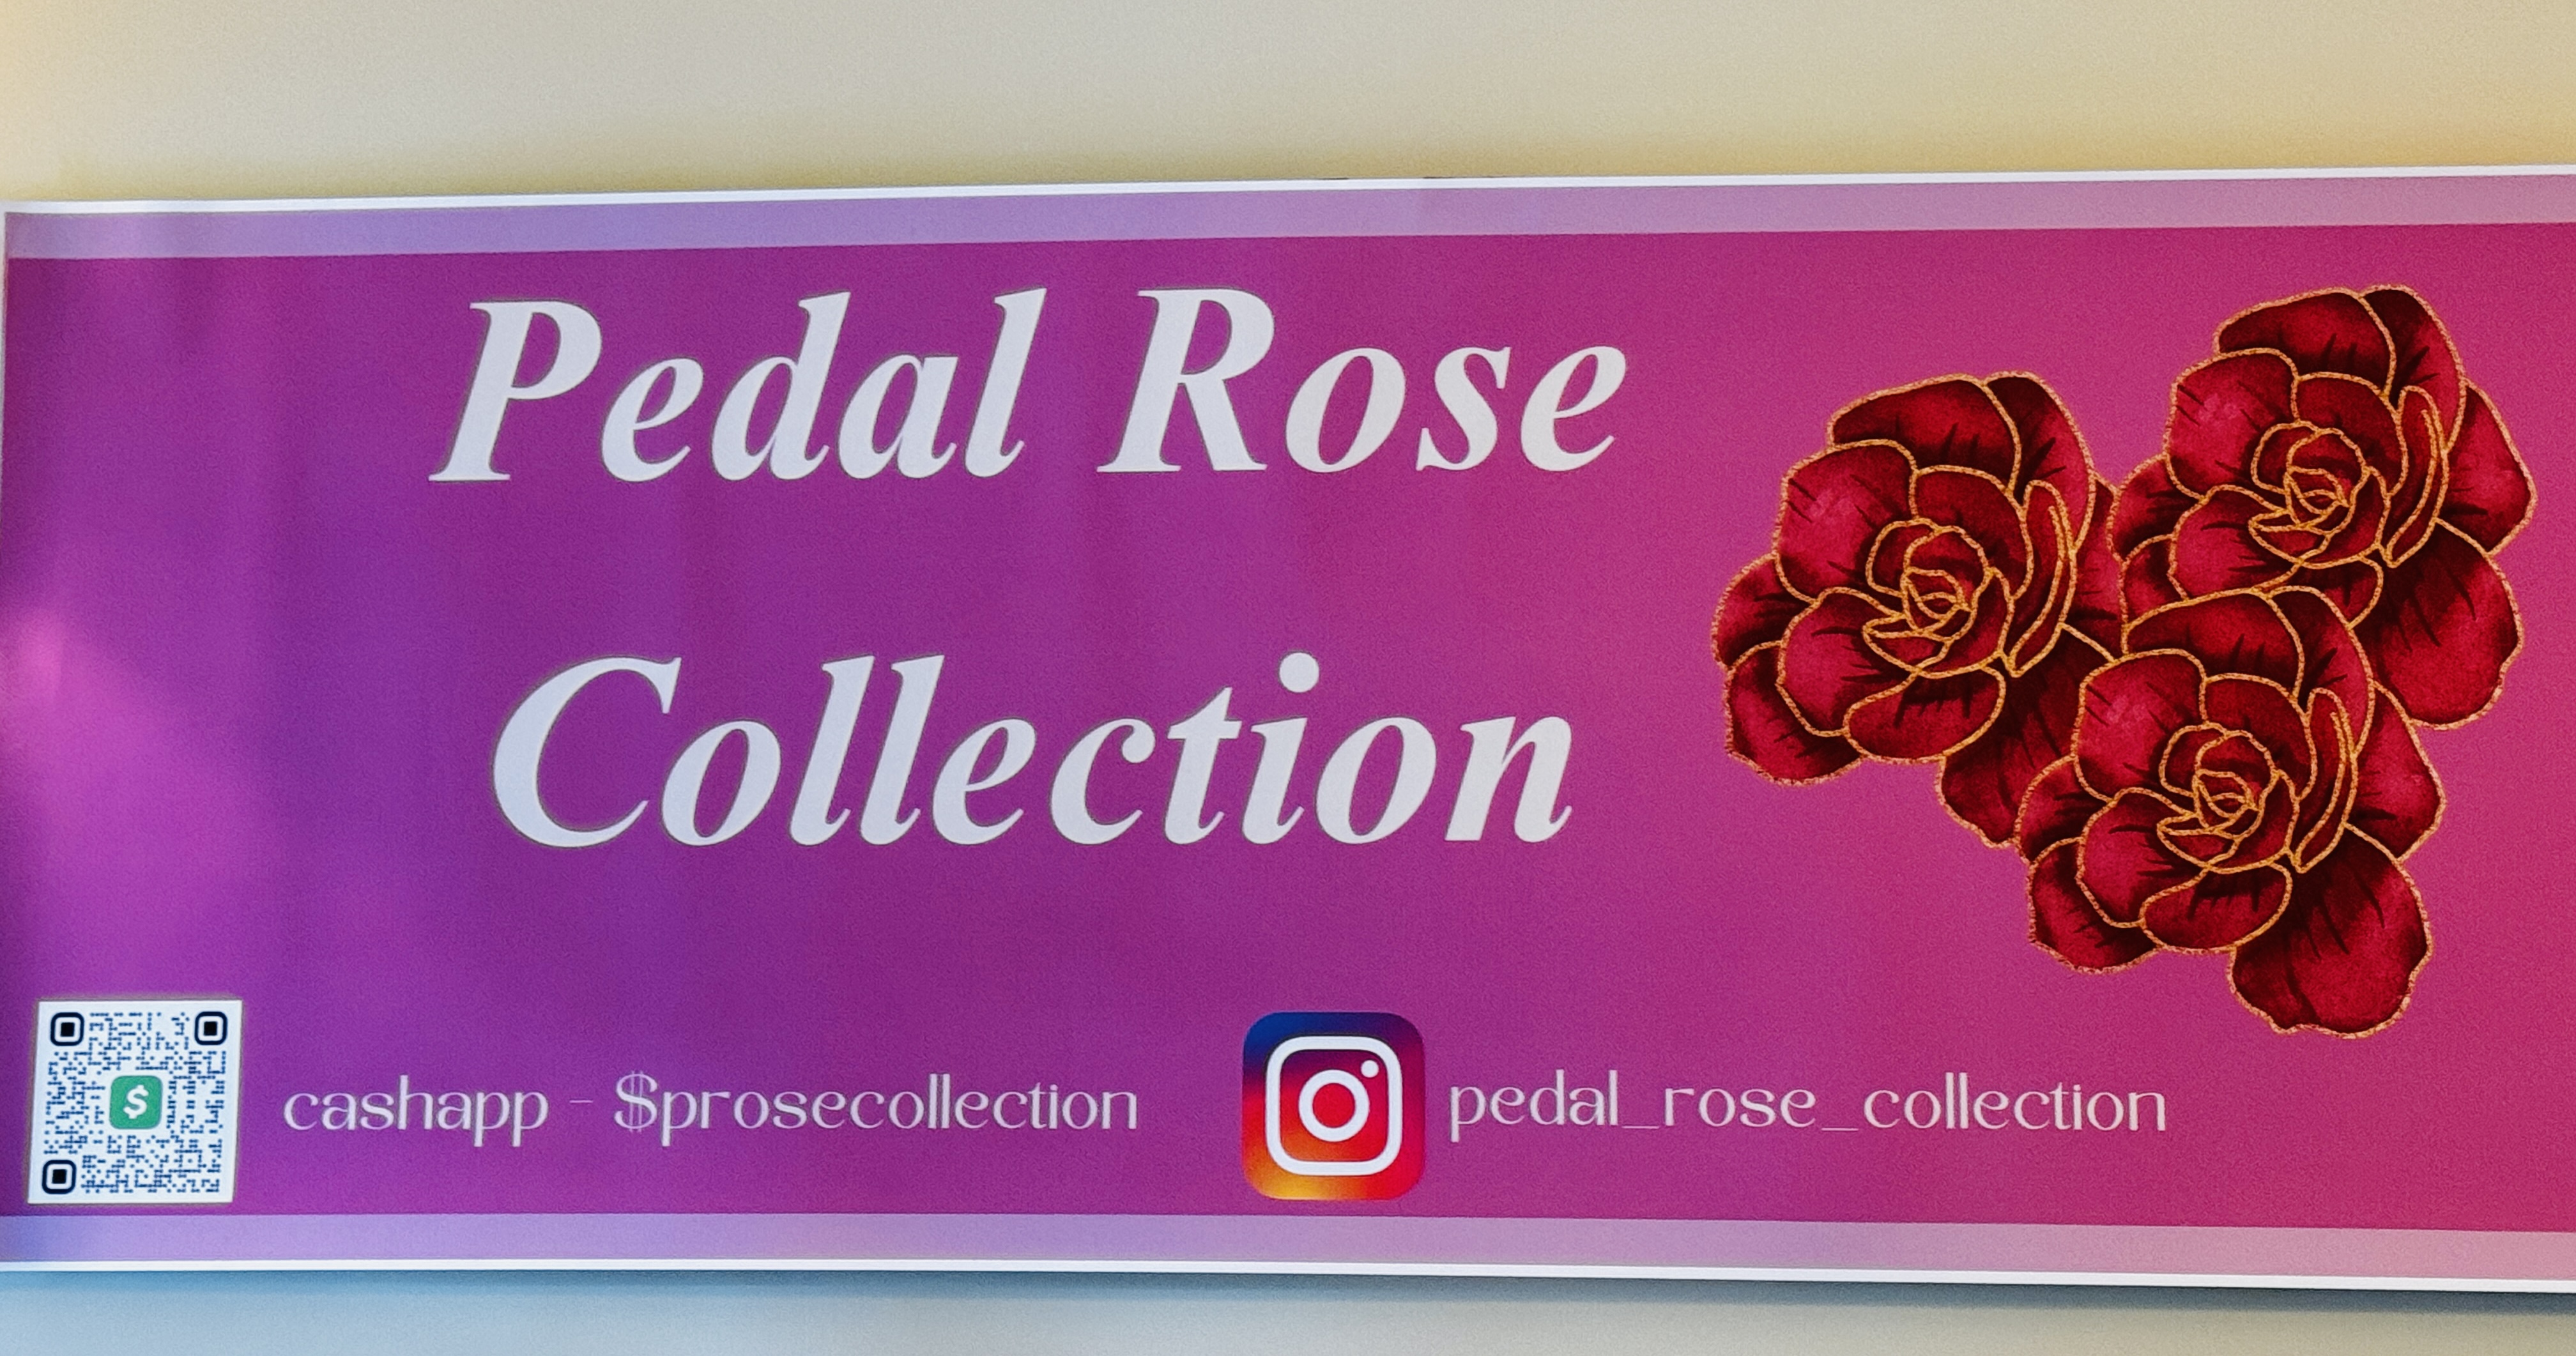 Pedal Rose
Collection
$
cashapp - $prosecollection
pedal_rose_collection